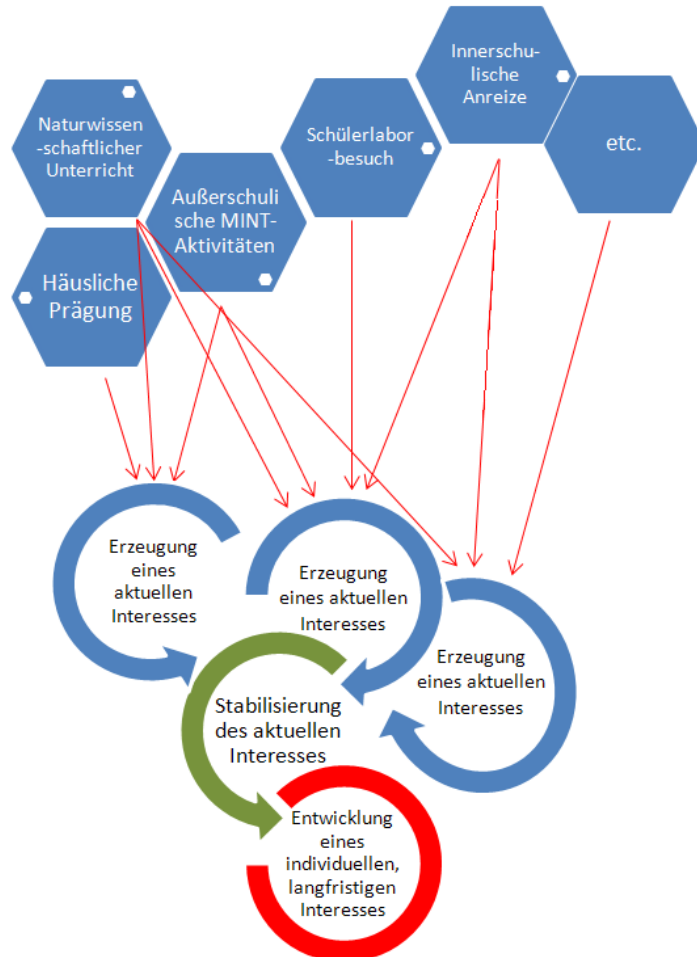 Naturwissen
-schaftlicher
Unterricht
Außerschuli
sche MINT-
Aktivitäten
Schülerlabor
-besuch
Innerschu-
lische
Anreize
etc.
Häusliche
Prägung
Erzeugung
eines
aktuellen
Interesses
Erzeugung
eines aktuellen
Interesses
Erzeugung
eines aktuellen
Interesses
Stabilisierung
des aktuellen
Interesses
Entwicklung
eines
individuellen,
langfristigen
Interesses